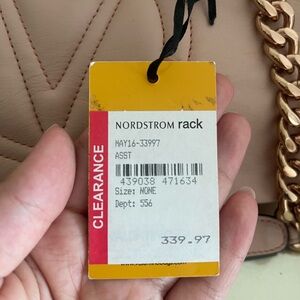 NORDSTROM rack
CLEARANCE
MAY16-33997
ASST
439038 471634
Size: NONE
Dept: 556
339.97